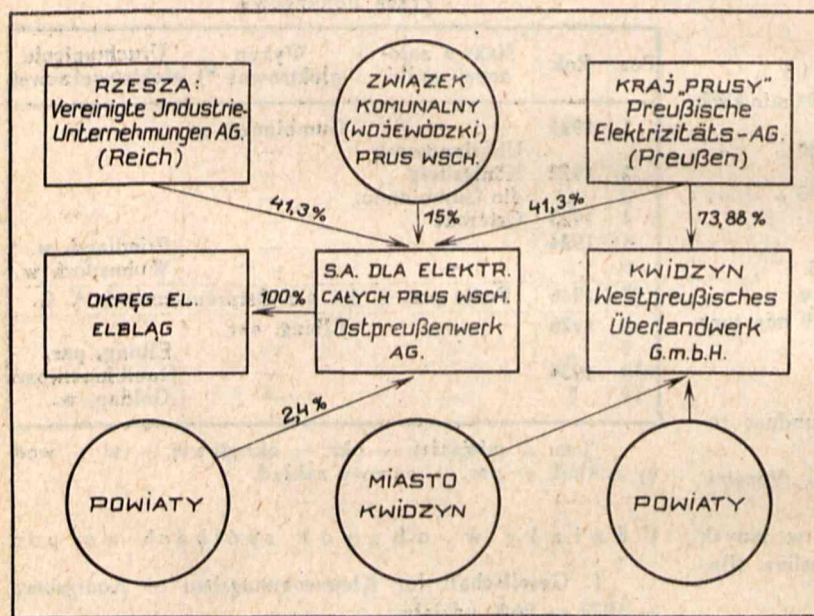 RZESZA:
Vereinigte Industrie-
Unternehmungen AG.
(Reich)
ZWIĄZEK
KOMUNALNY
(WOJEWÓDZKI)
PRUS WSCH.
KRAJ „PRUSY"
Preußische
Elektrizitäts-AG.
(Preußen)
41,3%
15%
41,3%
73,88%
OKRĘG EL.
ELBLĄG
100%
S.A. DLA ELEKTR.
CAŁYCH PRUS WSCH.
Ostpreußenwerk
AG.
KWIDZYN
Westpreußisches
Überlandwerk
G.m.b.H.
2,4%
POWIATY
MIASTO
KWIDZYN
POWIATY